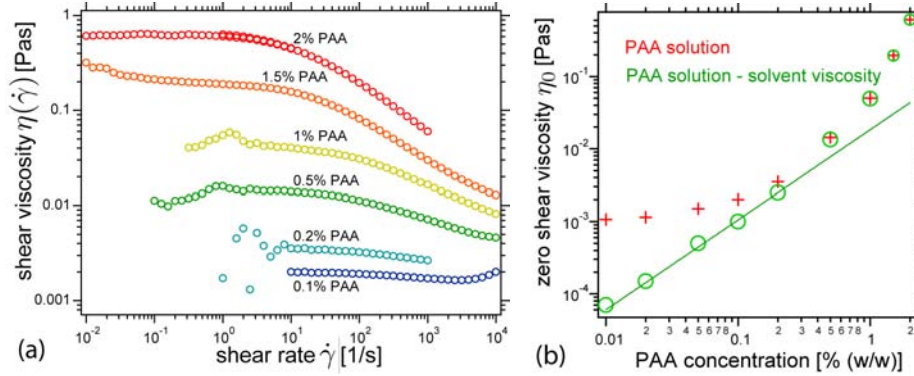 1
0.1
0.01
0.001
shear viscosity η(γ̇) [Pas]
2% PAA
1.5% PAA
1% PAA
0.5% PAA
0.2% PAA
0.1% PAA
10⁻² 10⁻¹ 10⁰ 10¹ 10² 10³ 10⁴
shear rate γ̇ [1/s]
(a)
zero shear viscosity η₀ [Pas]
10⁻¹
10⁻²
10⁻³
10⁻⁴
PAA solution
PAA solution - solvent viscosity
0.01 2 5 6 7 8 0.1 2 5 6 7 8 1 2
PAA concentration [% (w/w)]
(b)